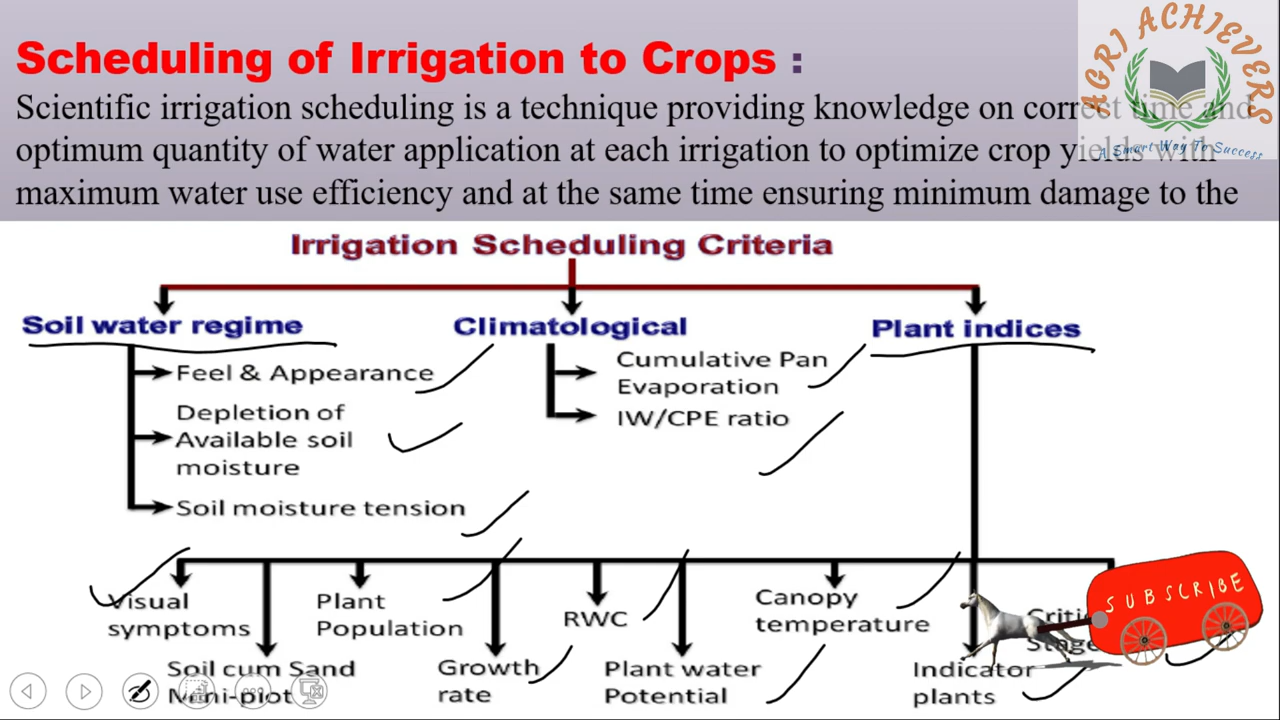 AGRI ACHIEVERS
A Smart Way To Success
Scheduling of Irrigation to Crops :
Scientific irrigation scheduling is a technique providing knowledge on correct time and
optimum quantity of water application at each irrigation to optimize crop yields with
maximum water use efficiency and at the same time ensuring minimum damage to the
Irrigation Scheduling Criteria
Soil water regime
Feel & Appearance
Depletion of
Available soil
moisture
Soil moisture tension
Climatological
Cumulative Pan
Evaporation
IW/CPE ratio
Plant indices
Visual
symptoms
Soil cum Sand
Mini-plot
Plant
Population
Growth
rate
RWC
Plant water
Potential
Canopy
temperature
Indicator
plants
SUBSCRIBE